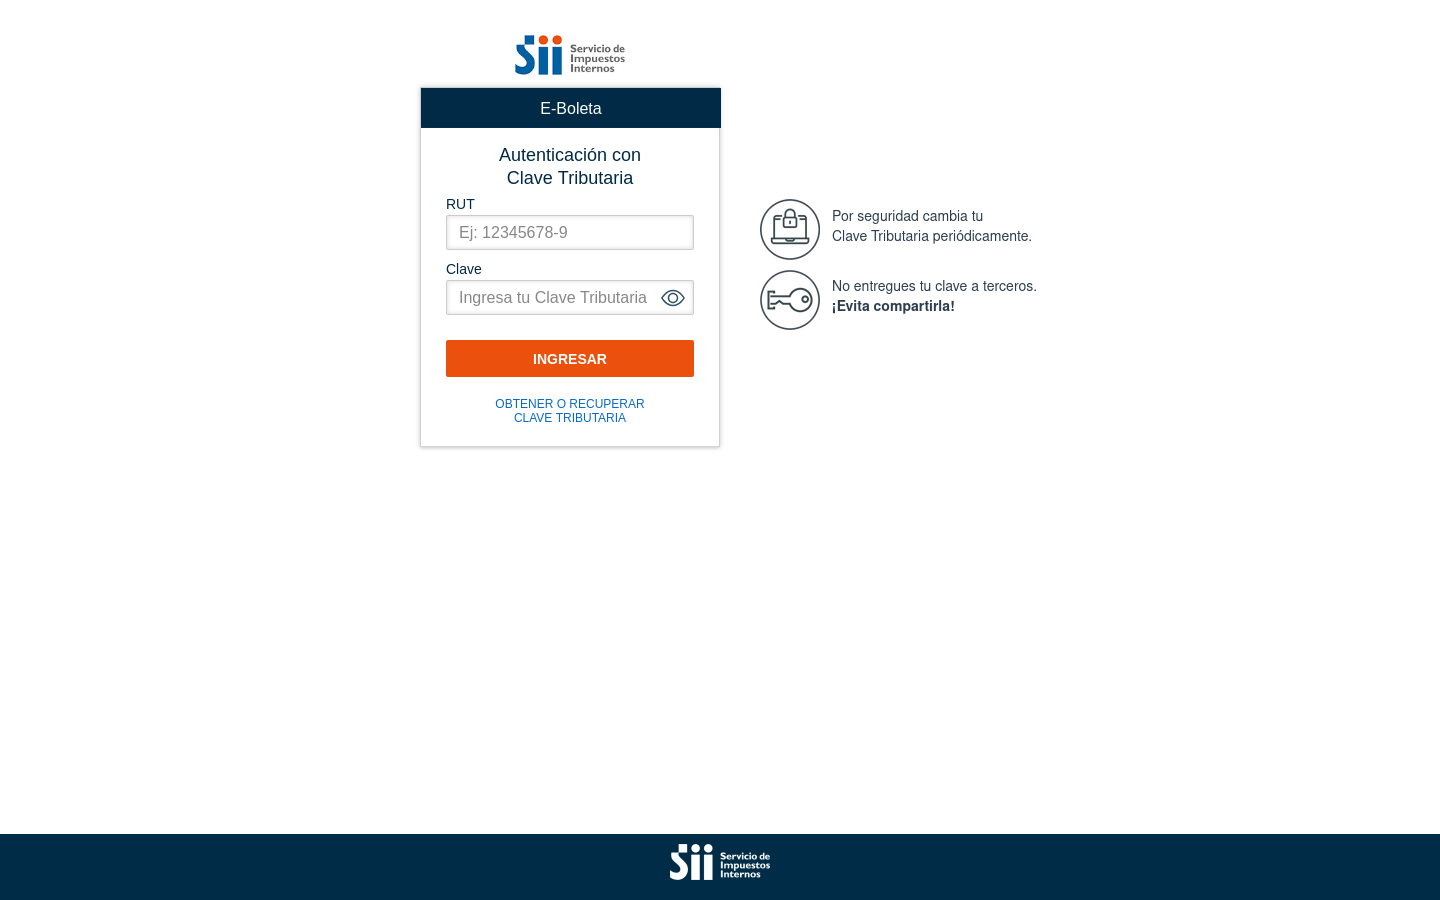 Sii Servicio de
Impuestos
Internos
E-Boleta
Autenticación con
Clave Tributaria
RUT
Ej: 12345678-9
Clave
Ingresa tu Clave Tributaria
INGRESAR
OBTENER O RECUPERAR
CLAVE TRIBUTARIA
Por seguridad cambia tu
Clave Tributaria periódicamente.
No entregues tu clave a terceros.
¡Evita compartirla!
Sii Servicio de
Impuestos
Internos